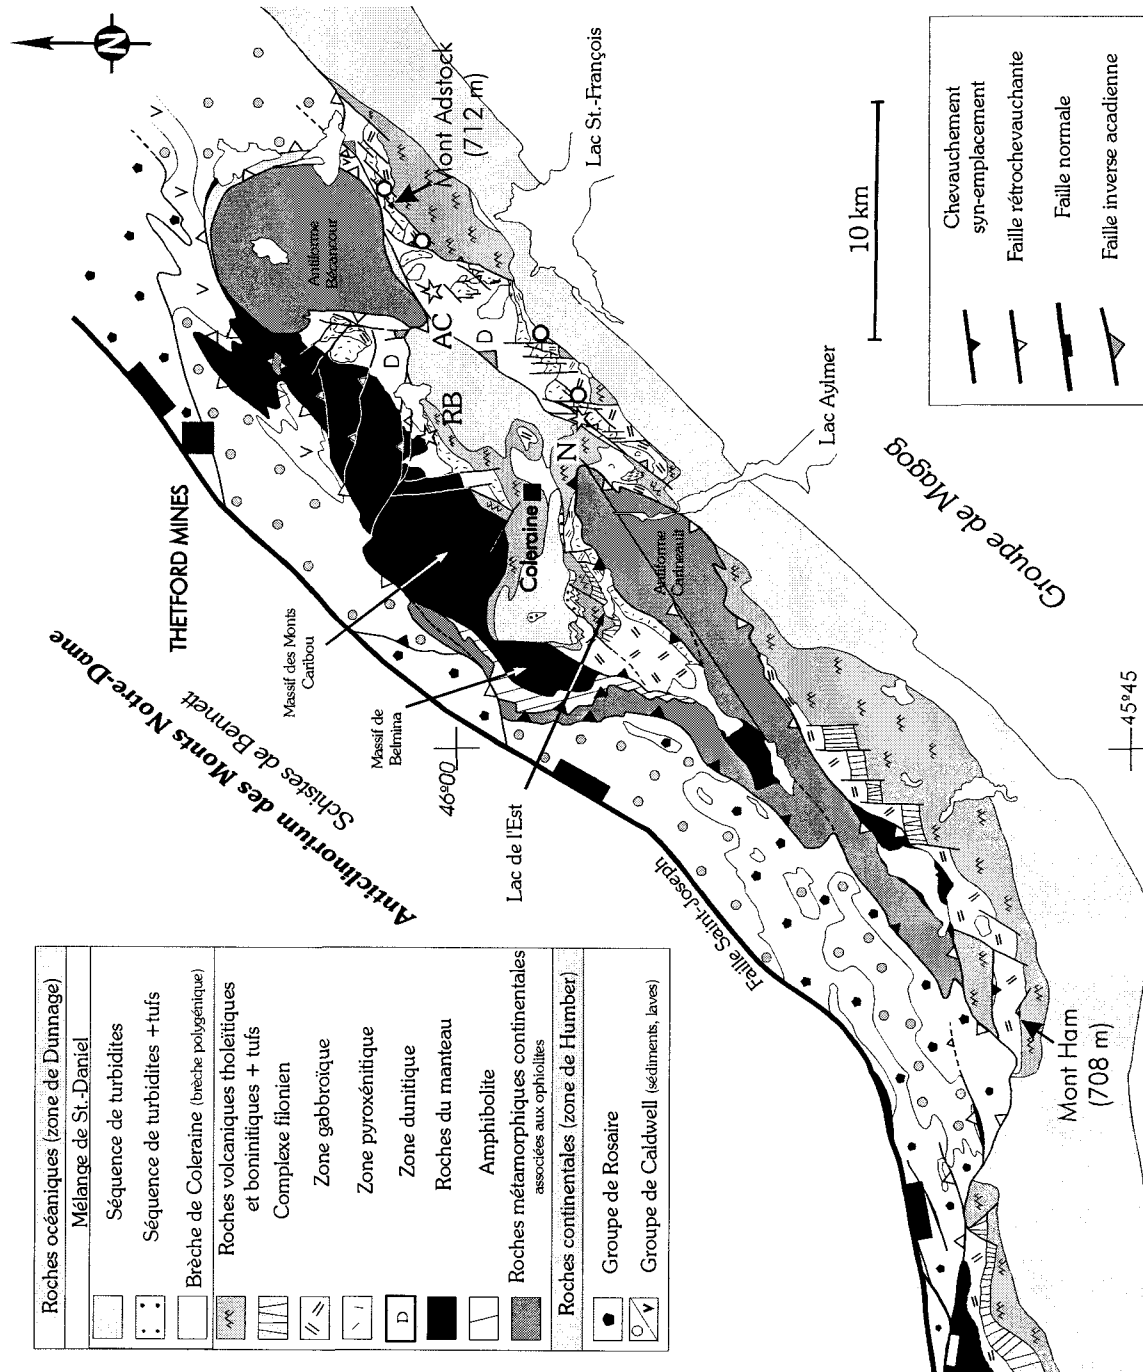 Roches océaniques (zone de Dunnage)
Mélange de St.-Daniel
Séquence de turbidites
Séquence de turbidites +tufs
Brèche de Coleraine (brèche polygénique)
Roches volcaniques tholeïtiques
et boninitiques + tufs
Complexe filonien
Zone gabbroïque
Zone pyroxénitique
D
Zone dunitique
Roches du manteau
Amphibolite
Roches métamorphiques continentales
associées aux ophiolites
Roches continentales (zone de Humber)
Groupe de Rosaire
V
Groupe de Caldwell (sédiments, laves)
Anticlinorium des Monts Notre-Dame
Schistes de Bennett
THETFORD MINES
Massif des Monts
Caribou
Massif de
Belmina
46º00
Lac de l'Est
Faille Saint-Joseph
Coleraine
Antiforme
Bécancour
Antiforme
Carineault
RB
AC
N
D
D
V
V
V
V
V
N
Mont Adstock
(712 m)
Lac St.-François
Lac Aylmer
Groupe de Magog
Mont Ham
(708 m)
45º45
10 km
Chevauchement
syn-emplacement
Faille rétrochevauchante
Faille normale
Faille inverse acadienne